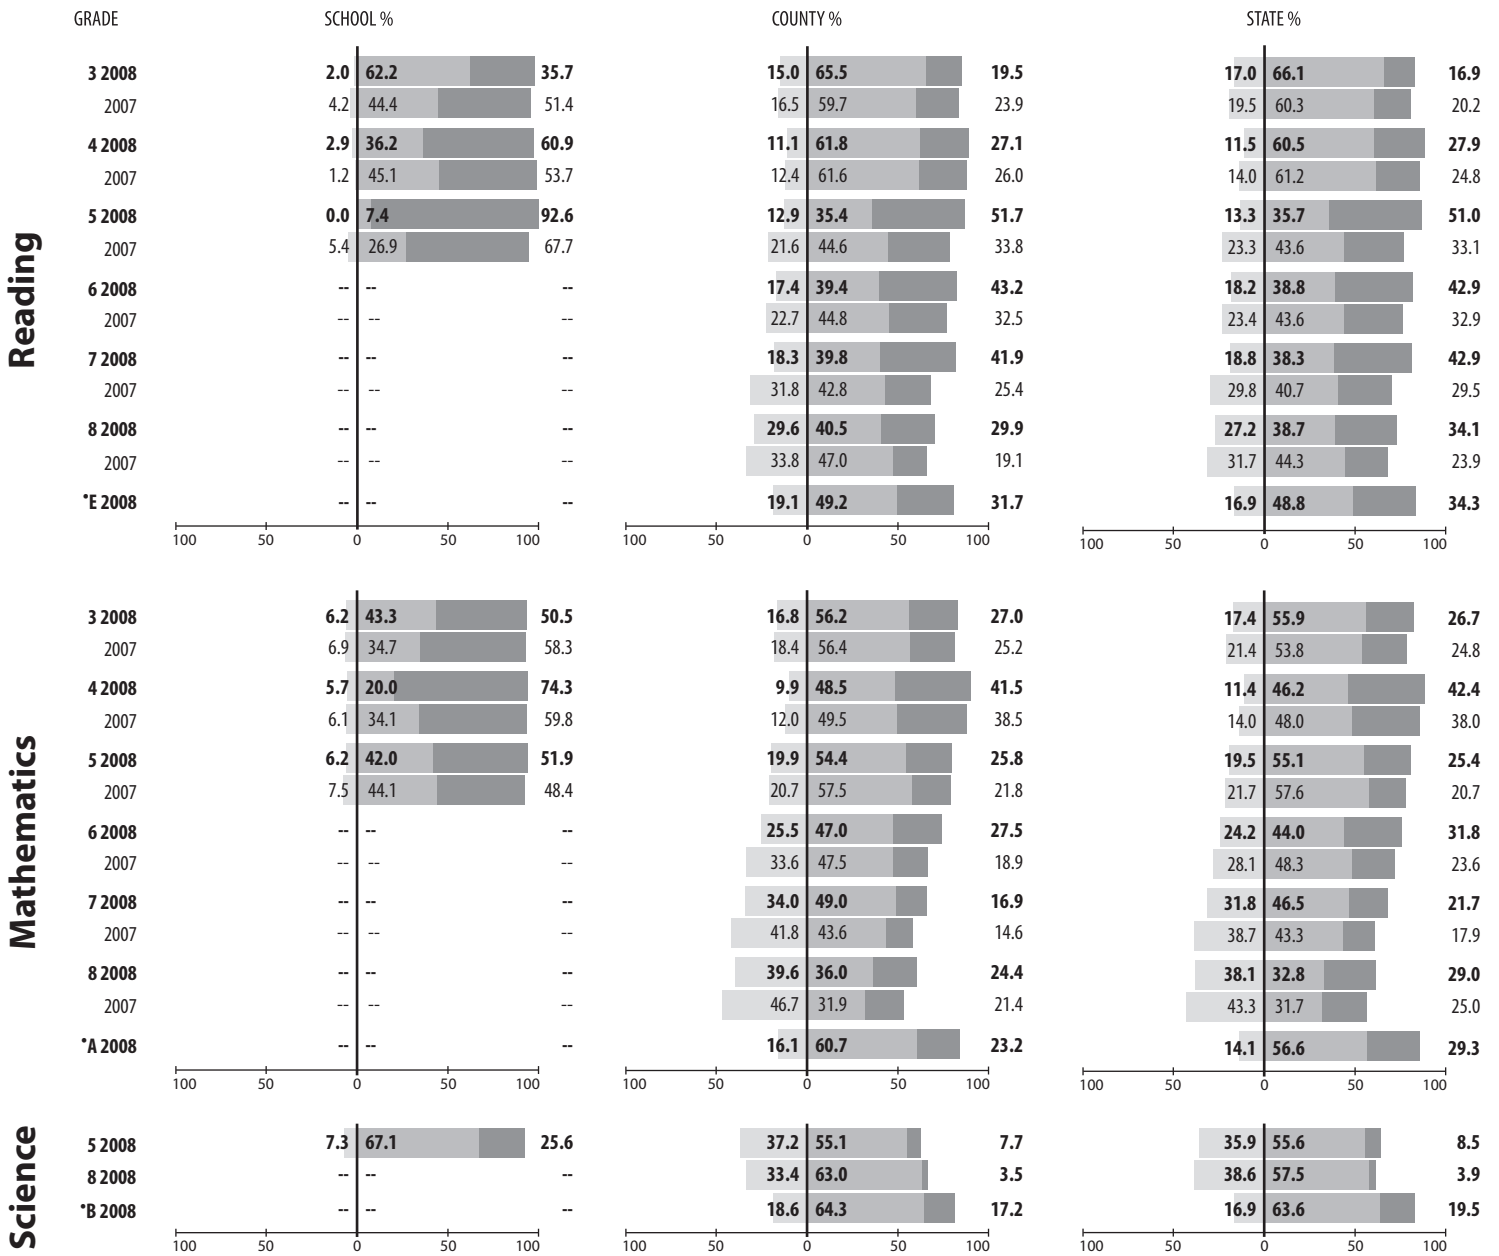 GRADE SCHOOL % COUNTY % STATE %
Reading
3 2008 2.0 62.2 35.7 15.0 65.5 19.5 17.0 66.1 16.9
2007 4.2 44.4 51.4 16.5 59.7 23.9 19.5 60.3 20.2
4 2008 2.9 36.2 60.9 11.1 61.8 27.1 11.5 60.5 27.9
2007 1.2 45.1 53.7 12.4 61.6 26.0 14.0 61.2 24.8
5 2008 0.0 7.4 92.6 12.9 35.4 51.7 13.3 35.7 51.0
2007 5.4 26.9 67.7 21.6 44.6 33.8 23.3 43.6 33.1
6 2008 -- -- -- 17.4 39.4 43.2 18.2 38.8 42.9
2007 -- -- -- 22.7 44.8 32.5 23.4 43.6 32.9
7 2008 -- -- -- 18.3 39.8 41.9 18.8 38.3 42.9
2007 -- -- -- 31.8 42.8 25.4 29.8 40.7 29.5
8 2008 -- -- -- 29.6 40.5 29.9 27.2 38.7 34.1
2007 -- -- -- 33.8 47.0 19.1 31.7 44.3 23.9
•E 2008 -- -- -- 19.1 49.2 31.7 16.9 48.8 34.3
100 50 0 50 100 100 50 0 50 100 100 50 0 50 100
Mathematics
3 2008 6.2 43.3 50.5 16.8 56.2 27.0 17.4 55.9 26.7
2007 6.9 34.7 58.3 18.4 56.4 25.2 21.4 53.8 24.8
4 2008 5.7 20.0 74.3 9.9 48.5 41.5 11.4 46.2 42.4
2007 6.1 34.1 59.8 12.0 49.5 38.5 14.0 48.0 38.0
5 2008 6.2 42.0 51.9 19.9 54.4 25.8 19.5 55.1 25.4
2007 7.5 44.1 48.4 20.7 57.5 21.8 21.7 57.6 20.7
6 2008 -- -- -- 25.5 47.0 27.5 24.2 44.0 31.8
2007 -- -- -- 33.6 47.5 18.9 28.1 48.3 23.6
7 2008 -- -- -- 34.0 49.0 16.9 31.8 46.5 21.7
2007 -- -- -- 41.8 43.6 14.6 38.7 43.3 17.9
8 2008 -- -- -- 39.6 36.0 24.4 38.1 32.8 29.0
2007 -- -- -- 46.7 31.9 21.4 43.3 31.7 25.0
•A 2008 -- -- -- 16.1 60.7 23.2 14.1 56.6 29.3
100 50 0 50 100 100 50 0 50 100 100 50 0 50 100
Science
5 2008 7.3 67.1 25.6 37.2 55.1 7.7 35.9 55.6 8.5
8 2008 -- -- -- 33.4 63.0 3.5 38.6 57.5 3.9
•B 2008 -- -- -- 18.6 64.3 17.2 16.9 63.6 19.5
100 50 0 50 100 100 50 0 50 100 100 50 0 50 100